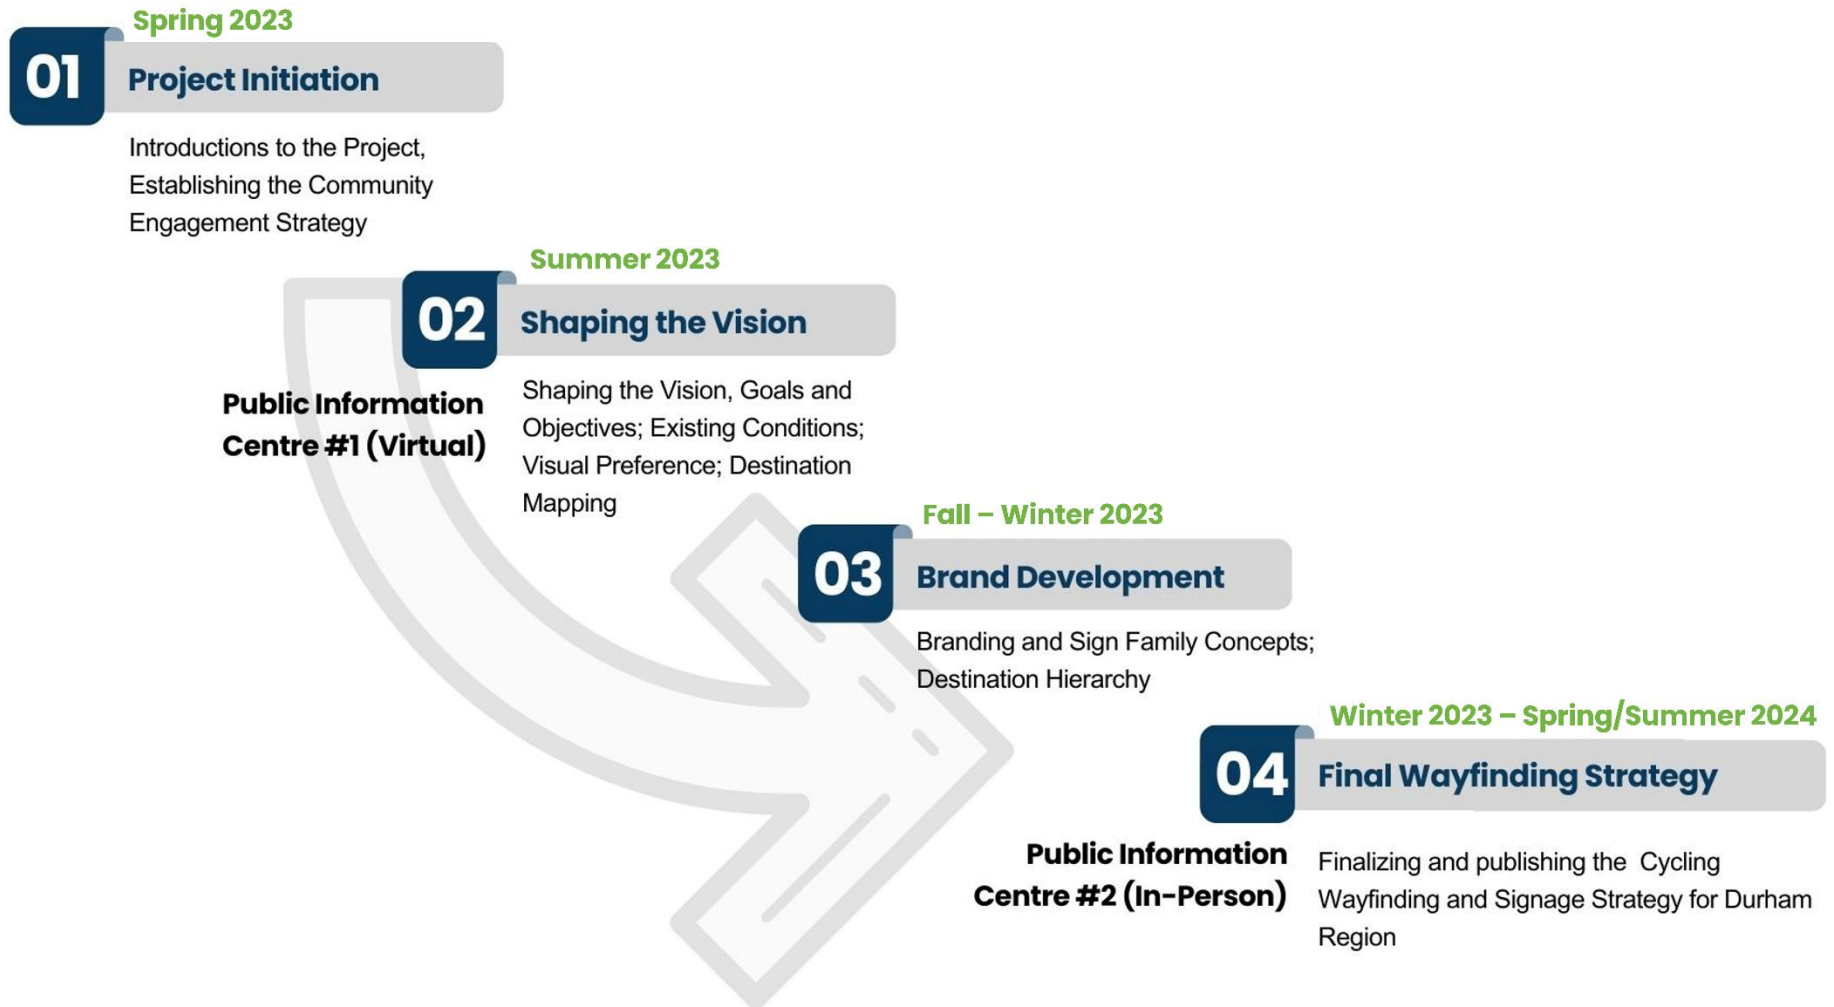 Spring 2023
01
Project Initiation
Introductions to the Project,
Establishing the Community
Engagement Strategy
Summer 2023
02
Shaping the Vision
Public Information
Centre #1 (Virtual)
Shaping the Vision, Goals and
Objectives; Existing Conditions;
Visual Preference; Destination
Mapping
Fall – Winter 2023
03
Brand Development
Branding and Sign Family Concepts;
Destination Hierarchy
Winter 2023 – Spring/Summer 2024
04
Final Wayfinding Strategy
Public Information
Centre #2 (In-Person)
Finalizing and publishing the Cycling
Wayfinding and Signage Strategy for Durham
Region